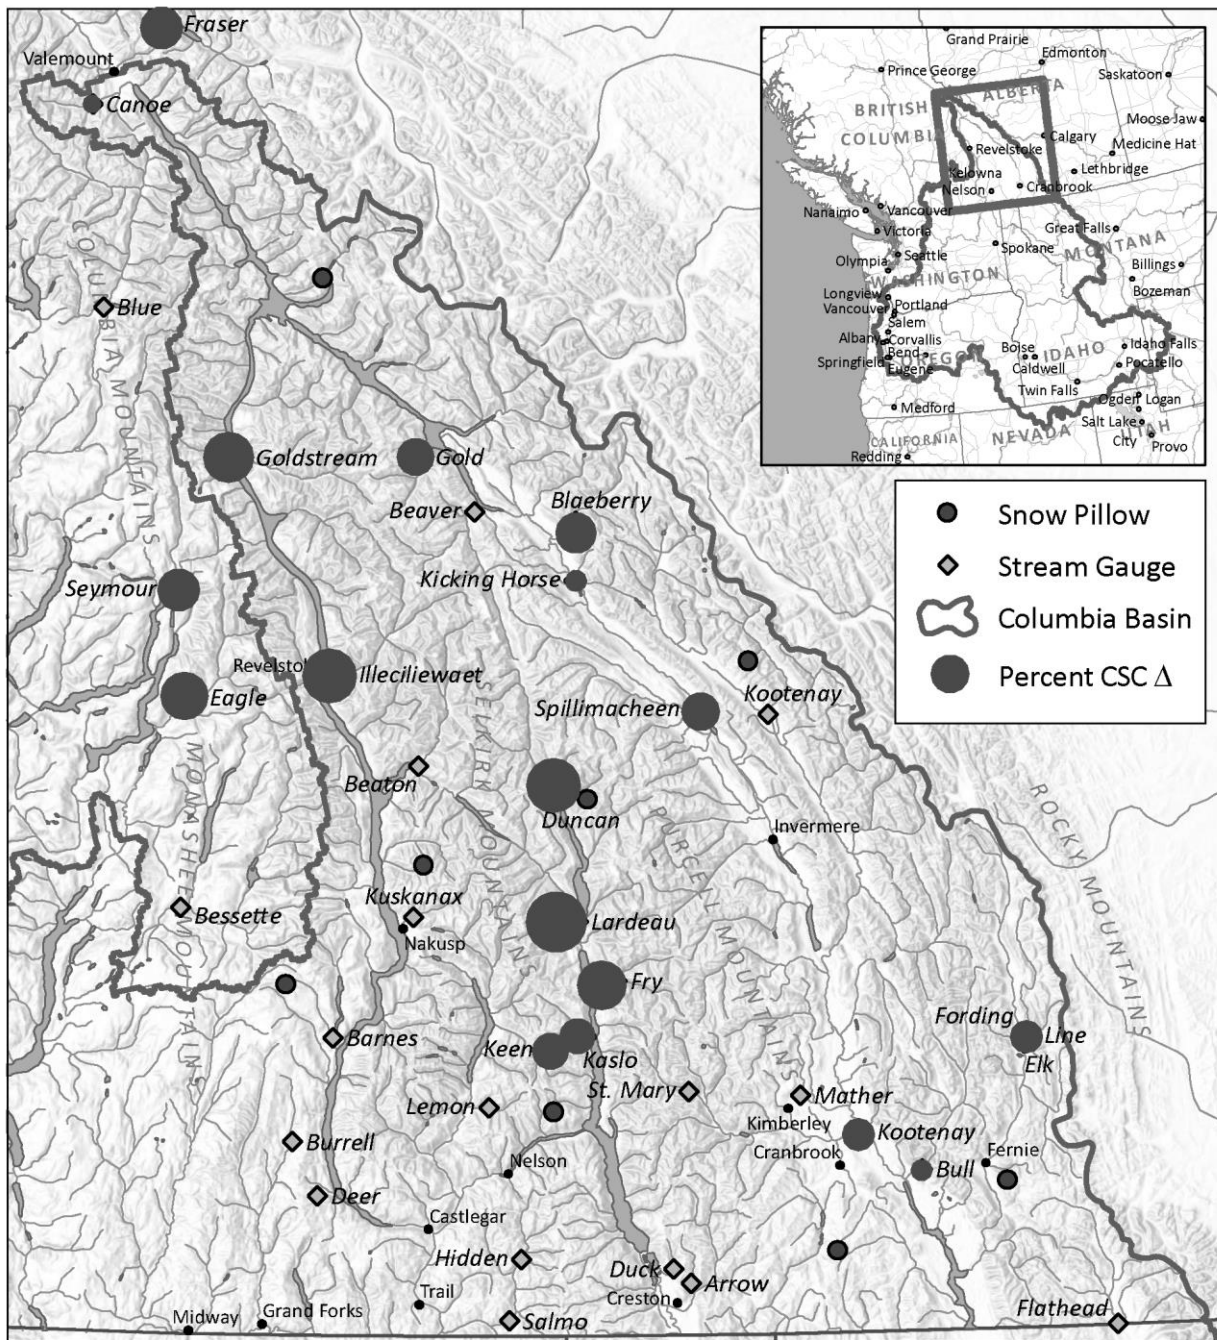 Fraser
Valemount
Canoe
Blue
COLUMBIA MOUNTAINS
Goldstream
Gold
Beaver
Blaeberry
Kicking Horse
Seymour
Illeciliewaet
Eagle
Spillimacheen
Kootenay
SELKIRK MOUNTAINS
MONASHEE MOUNTAIN
PURCELL MOUNTAINS
ROCKY MOUNTAINS
Beaton
Duncan
Invermere
Kuskanax
Nakusp
Bessette
Lardeau
Fry
Fording
Line
Elk
Barnes
Keen
Kaslo
St. Mary
Mather
Lemon
Kimberley
Kootenay
Cranbrook
Fernie
Bull
Burrell
Nelson
Deer
Castlegar
Hidden
Duck
Arrow
Creston
Trail
Grand Forks
Midway
Salmo
Flathead
Grand Prairie
Edmonton
Prince George
Saskatoon
ALBERTA
BRITISH
COLUMBIA
Moose Jaw
Calgary
Medicine Hat
Revelstoke
Lethbridge
Kelowna
Cranbrook
Nelson
Nanaimo
Vancouver
Victoria
Great Falls
Spokane
MONTANA
Seattle
Olympia
Billings
WASHINGTON
Bozeman
Longview
Portland
Vancouver
Salem
Albany
Corvallis
Bend
OREGON
Springfield
Eugene
Boise
IDAHO
Idaho Falls
Caldwell
Pocatello
Twin Falls
Ogden
Logan
Medford
Salt Lake
City
UTAH
CALIFORNIA
NEVADA
Provo
Redding
Snow Pillow
Stream Gauge
Columbia Basin
Percent CSC Δ